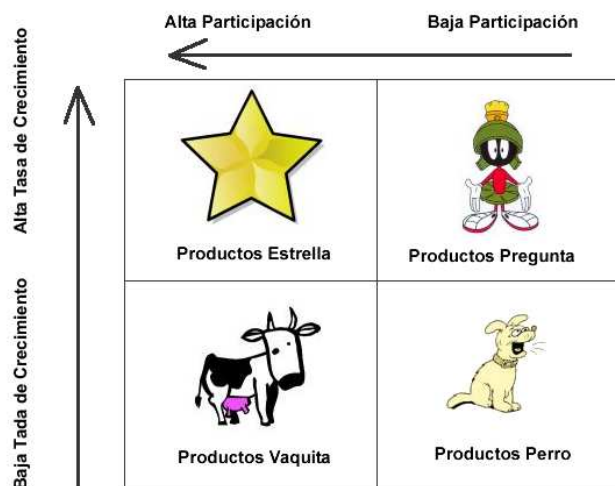 Alta Participación
Baja Participación
Alta Tasa de Crecimiento
Productos Estrella
Productos Pregunta
Baja Tada de Crecimiento
Productos Vaquita
Productos Perro